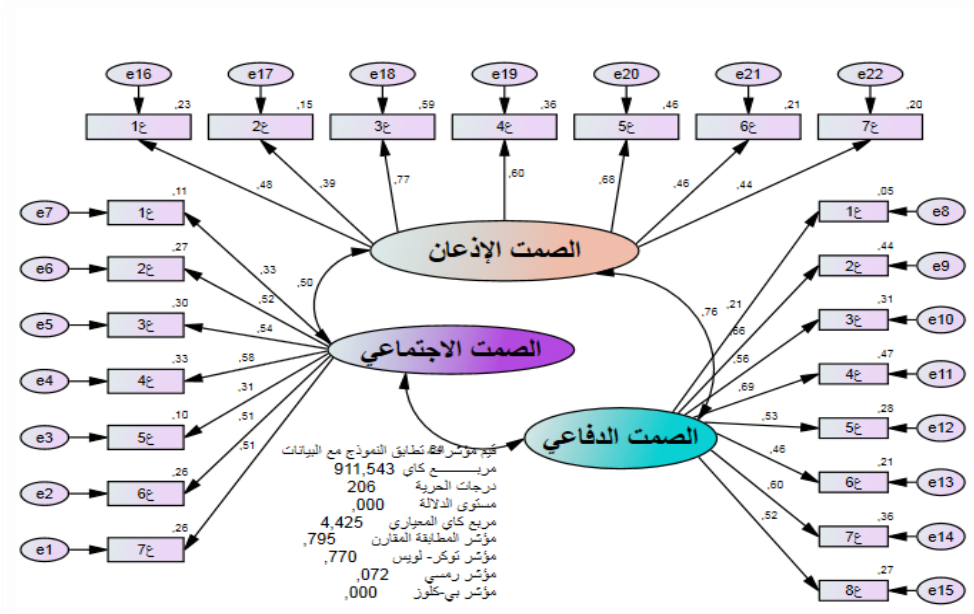 e16 e17 e18 e19 e20 e21 e22
,23 ,15 ,59 ,36 ,46 ,21 ,20
ع1 ع2 ع3 ع4 ع5 ع6 ع7
,48 ,39 ,77 ,60 ,68 ,46 ,44
الصمت الإذعان
,50
,76
e7 ع1 ,11 ,33
e6 ع2 ,27 ,52
e5 ع3 ,30 ,54
e4 ع4 ,33 ,58
e3 ع5 ,10 ,31
e2 ع6 ,26 ,51
e1 ع7 ,26 ,51
الصمت الاجتماعي
,05 ع1 e8 ,21
,44 ع2 e9 ,66
,31 ع3 e10 ,56
,47 ع4 e11 ,69
,28 ع5 e12 ,53
,21 ع6 e13 ,46
,36 ع7 e14 ,60
,27 ع8 e15 ,52
الصمت الدفاعي
قيم مؤشرات تطابق النموذج مع البيانات
مربع كاي 911,543
درجات الحرية 206
مستوى الدلالة ,000
مربع كاي المعياري 4,425
مؤشر المطابقة المقارن ,795
مؤشر توكر- لويس ,770
مؤشر رمسي ,072
مؤشر بي-كلوز ,000